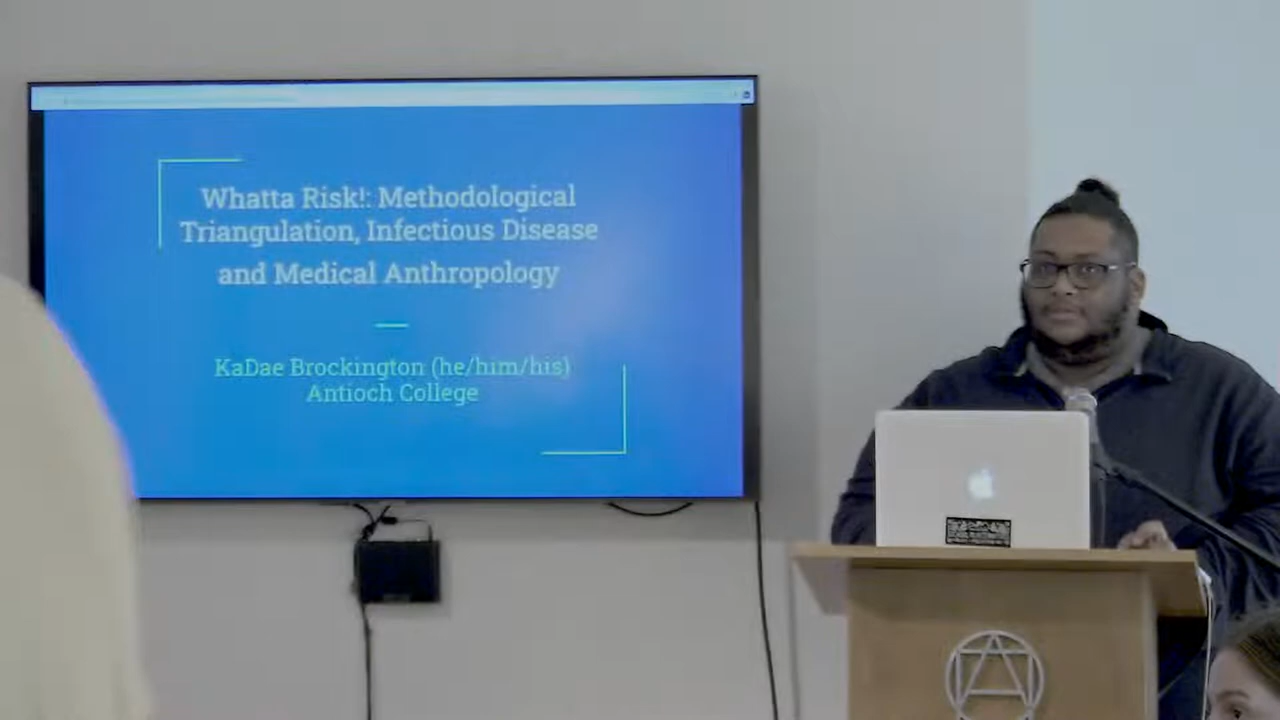 Whatta Risk!: Methodological
Triangulation, Infectious Disease
and Medical Anthropology
KaDae Brockington (he/him/his)
Antioch College